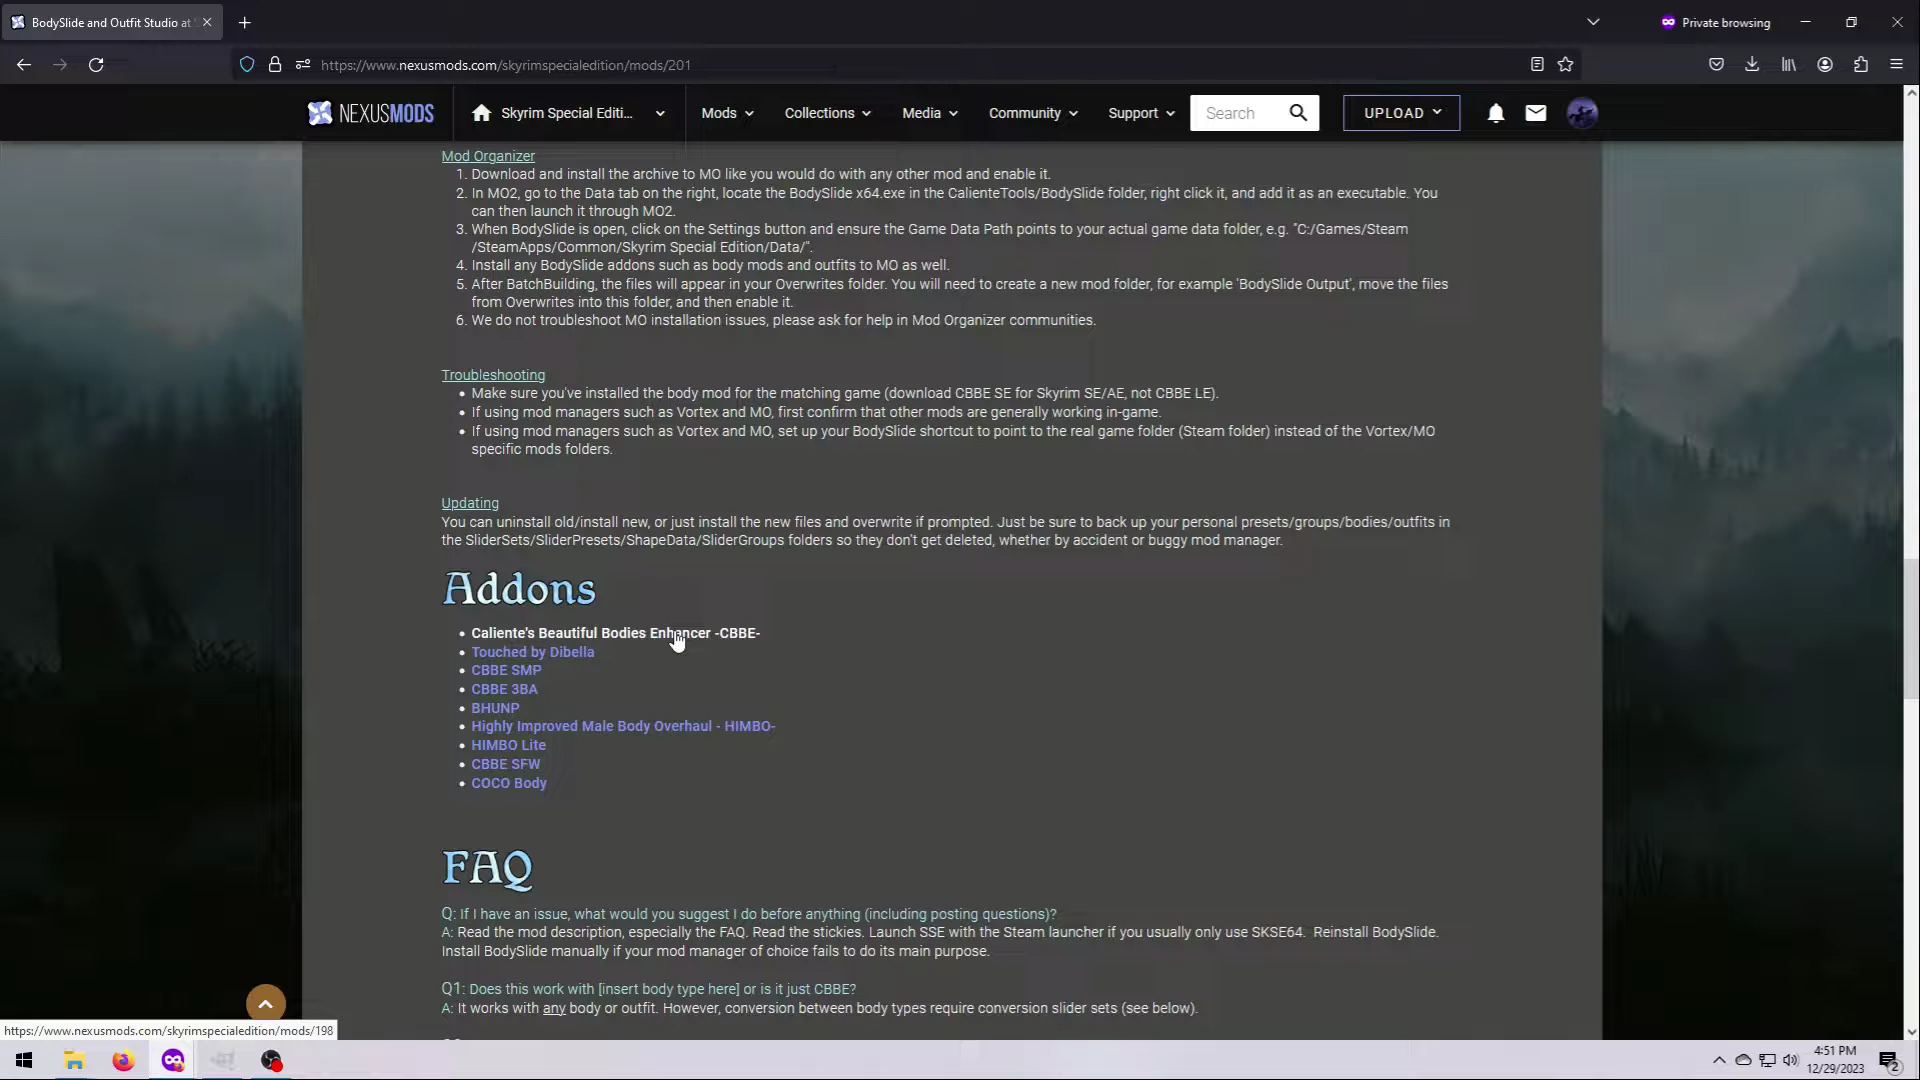 BodySlide and Outfit Studio at
Private browsing
https://www.nexusmods.com/skyrimspecialedition/mods/201
NEXUSMODS
Skyrim Special Editi...
Mods
Collections
Media
Community
Support
Search
UPLOAD
Mod Organizer
1. Download and install the archive to MO like you would do with any other mod and enable it.
2. In MO2, go to the Data tab on the right, locate the BodySlide x64.exe in the CalienteTools/BodySlide folder, right click it, and add it as an executable. You
can then launch it through MO2.
3. When BodySlide is open, click on the Settings button and ensure the Game Data Path points to your actual game data folder, e.g. "C:/Games/Steam
/SteamApps/Common/Skyrim Special Edition/Data/".
4. Install any BodySlide addons such as body mods and outfits to MO as well.
5. After BatchBuilding, the files will appear in your Overwrites folder. You will need to create a new mod folder, for example 'BodySlide Output', move the files
from Overwrites into this folder, and then enable it.
6. We do not troubleshoot MO installation issues, please ask for help in Mod Organizer communities.
Troubleshooting
• Make sure you've installed the body mod for the matching game (download CBBE SE for Skyrim SE/AE, not CBBE LE).
• If using mod managers such as Vortex and MO, first confirm that other mods are generally working in-game.
• If using mod managers such as Vortex and MO, set up your BodySlide shortcut to point to the real game folder (Steam folder) instead of the Vortex/MO
specific mods folders.
Updating
You can uninstall old/install new, or just install the new files and overwrite if prompted. Just be sure to back up your personal presets/groups/bodies/outfits in
the SliderSets/SliderPresets/ShapeData/SliderGroups folders so they don't get deleted, whether by accident or buggy mod manager.
Addons
• Caliente's Beautiful Bodies Enhancer -CBBE-
• Touched by Dibella
• CBBE SMP
• CBBE 3BA
• BHUNP
• Highly Improved Male Body Overhaul - HIMBO-
• HIMBO Lite
• CBBE SFW
• COCO Body
FAQ
Q: If I have an issue, what would you suggest I do before anything (including posting questions)?
A: Read the mod description, especially the FAQ. Read the stickies. Launch SSE with the Steam launcher if you usually only use SKSE64. Reinstall BodySlide.
Install BodySlide manually if your mod manager of choice fails to do its main purpose.
Q1: Does this work with [insert body type here] or is it just CBBE?
A: It works with any body or outfit. However, conversion between body types require conversion slider sets (see below).
https://www.nexusmods.com/skyrimspecialedition/mods/198
4:51 PM
12/29/2023
2